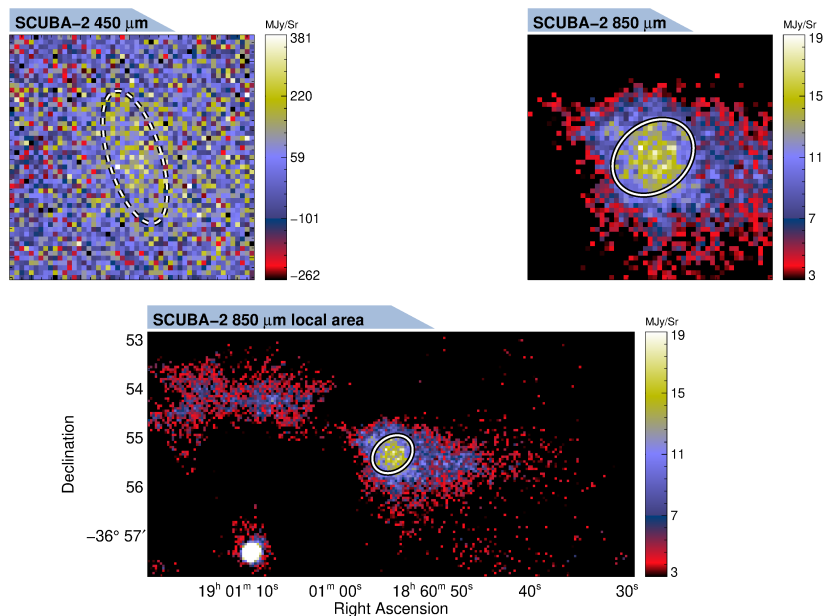 SCUBA−2 450 μm
MJy/Sr
381
220
59
−101
−262
SCUBA−2 850 μm
MJy/Sr
19
15
11
7
3
SCUBA−2 850 μm local area
MJy/Sr
19
15
11
7
3
53
54
55
56
−36° 57′
Declination
19h 01m 10s 01m 00s 18h 60m 50s 40s 30s
Right Ascension